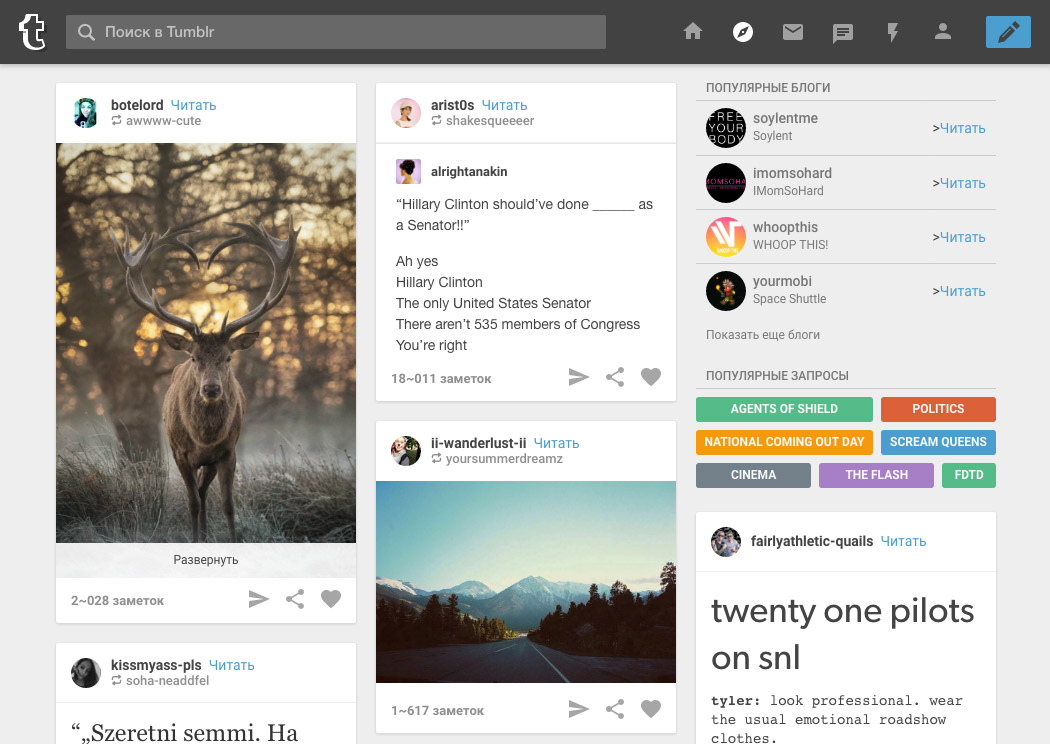 t
Поиск в Tumblr
botelord Читать
awwww-cute
Развернуть
2~028 заметок
kissmyass-pls Читать
soha-neaddfel
“„Szeretni semmi. Ha
arist0s Читать
shakesqueeeer
alrightanakin
“Hillary Clinton should’ve done ______ as
a Senator!!”
Ah yes
Hillary Clinton
The only United States Senator
There aren’t 535 members of Congress
You’re right
18~011 заметок
ii-wanderlust-ii Читать
yoursummerdreamz
1~617 заметок
ПОПУЛЯРНЫЕ БЛОГИ
FREE
YOUR
BODY
soylentme
Soylent
>Читать
IMOMSOHARD
imomsohard
IMomSoHard
>Читать
whoopthis
WHOOP THIS!
>Читать
yourmobi
Space Shuttle
>Читать
Показать еще блоги
ПОПУЛЯРНЫЕ ЗАПРОСЫ
AGENTS OF SHIELD
POLITICS
NATIONAL COMING OUT DAY
SCREAM QUEENS
CINEMA
THE FLASH
FDTD
fairlyathletic-quails Читать
twenty one pilots
on snl
tyler: look professional. wear
the usual emotional roadshow
clothes.